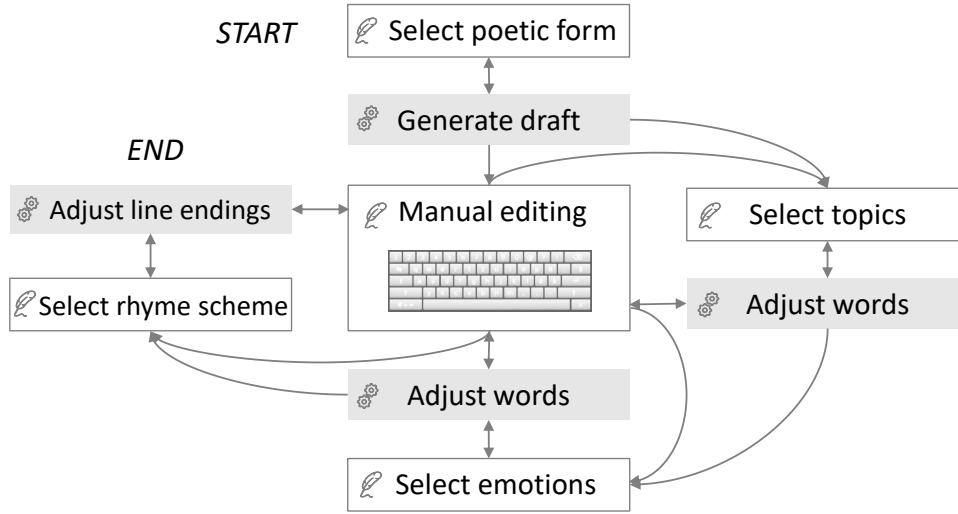 START
Select poetic form
Generate draft
END
Adjust line endings
Manual editing
Select topics
Select rhyme scheme
Adjust words
Adjust words
Select emotions